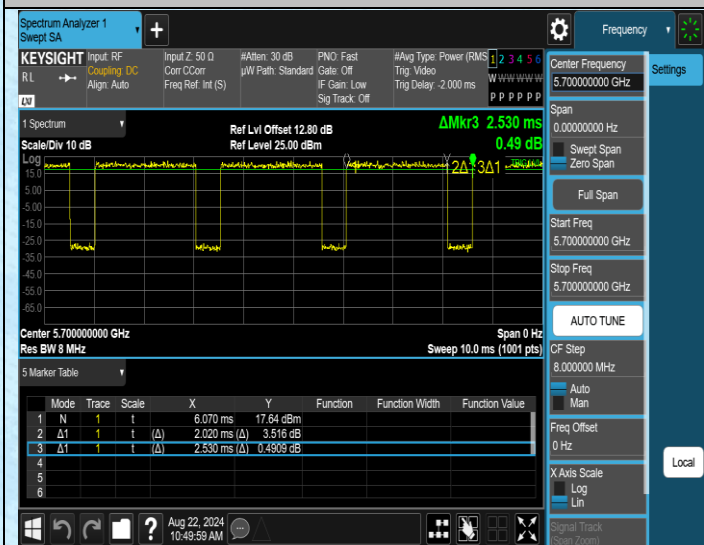 Spectrum Analyzer 1
Swept SA
Frequency
KEYSIGHT
RL
LXI
Input: RF
Coupling: DC
Align: Auto
Input Z: 50 Ω
Corr CCorr
Freq Ref: Int (S)
#Atten: 30 dB
µW Path: Standard
PNO: Fast
Gate: Off
IF Gain: Low
Sig Track: Off
#Avg Type: Power (RMS
Trig: Video
Trig Delay: -2.000 ms
1 2 3 4 5 6
W W W W W W
P P P P P P
1 Spectrum
Scale/Div 10 dB
Ref Lvl Offset 12.80 dB
Ref Level 25.00 dBm
ΔMkr3 2.530 ms
0.49 dB
Log
15.0
5.00
-5.00
-15.0
-25.0
-35.0
-45.0
-55.0
-65.0
2Δ1
3Δ1
Center 5.700000000 GHz
Res BW 8 MHz
Span 0 Hz
Sweep 10.0 ms (1001 pts)
5 Marker Table
Mode Trace Scale X Y Function Function Width Function Value
1 N 1 t 6.070 ms 17.64 dBm
2 Δ1 1 t (Δ) 2.020 ms (Δ) 3.516 dB
3 Δ1 1 t (Δ) 2.530 ms (Δ) 0.4909 dB
4
5
6
Aug 22, 2024
10:49:59 AM
Center Frequency
5.700000000 GHz
Span
0.00000000 Hz
Swept Span
Zero Span
Full Span
Start Freq
5.700000000 GHz
Stop Freq
5.700000000 GHz
AUTO TUNE
CF Step
8.000000 MHz
Auto
Man
Freq Offset
0 Hz
X Axis Scale
Log
Lin
Signal Track
(Span Zoom)
Settings
Local